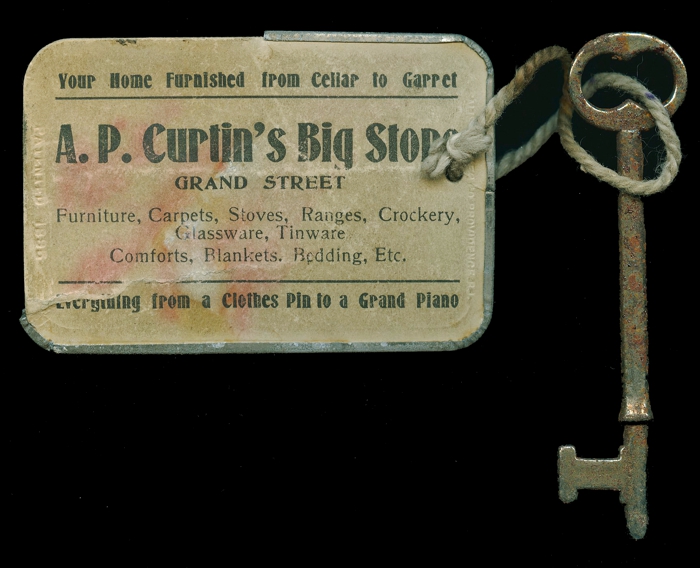 Your Home Furnished from Cellar to Garret
A. P. Curtin's Big Store
GRAND STREET
Furniture, Carpets, Stoves, Ranges, Crockery,
Glassware, Tinware
Comforts, Blankets. Bedding, Etc.
Everything from a Clothes Pin to a Grand Piano